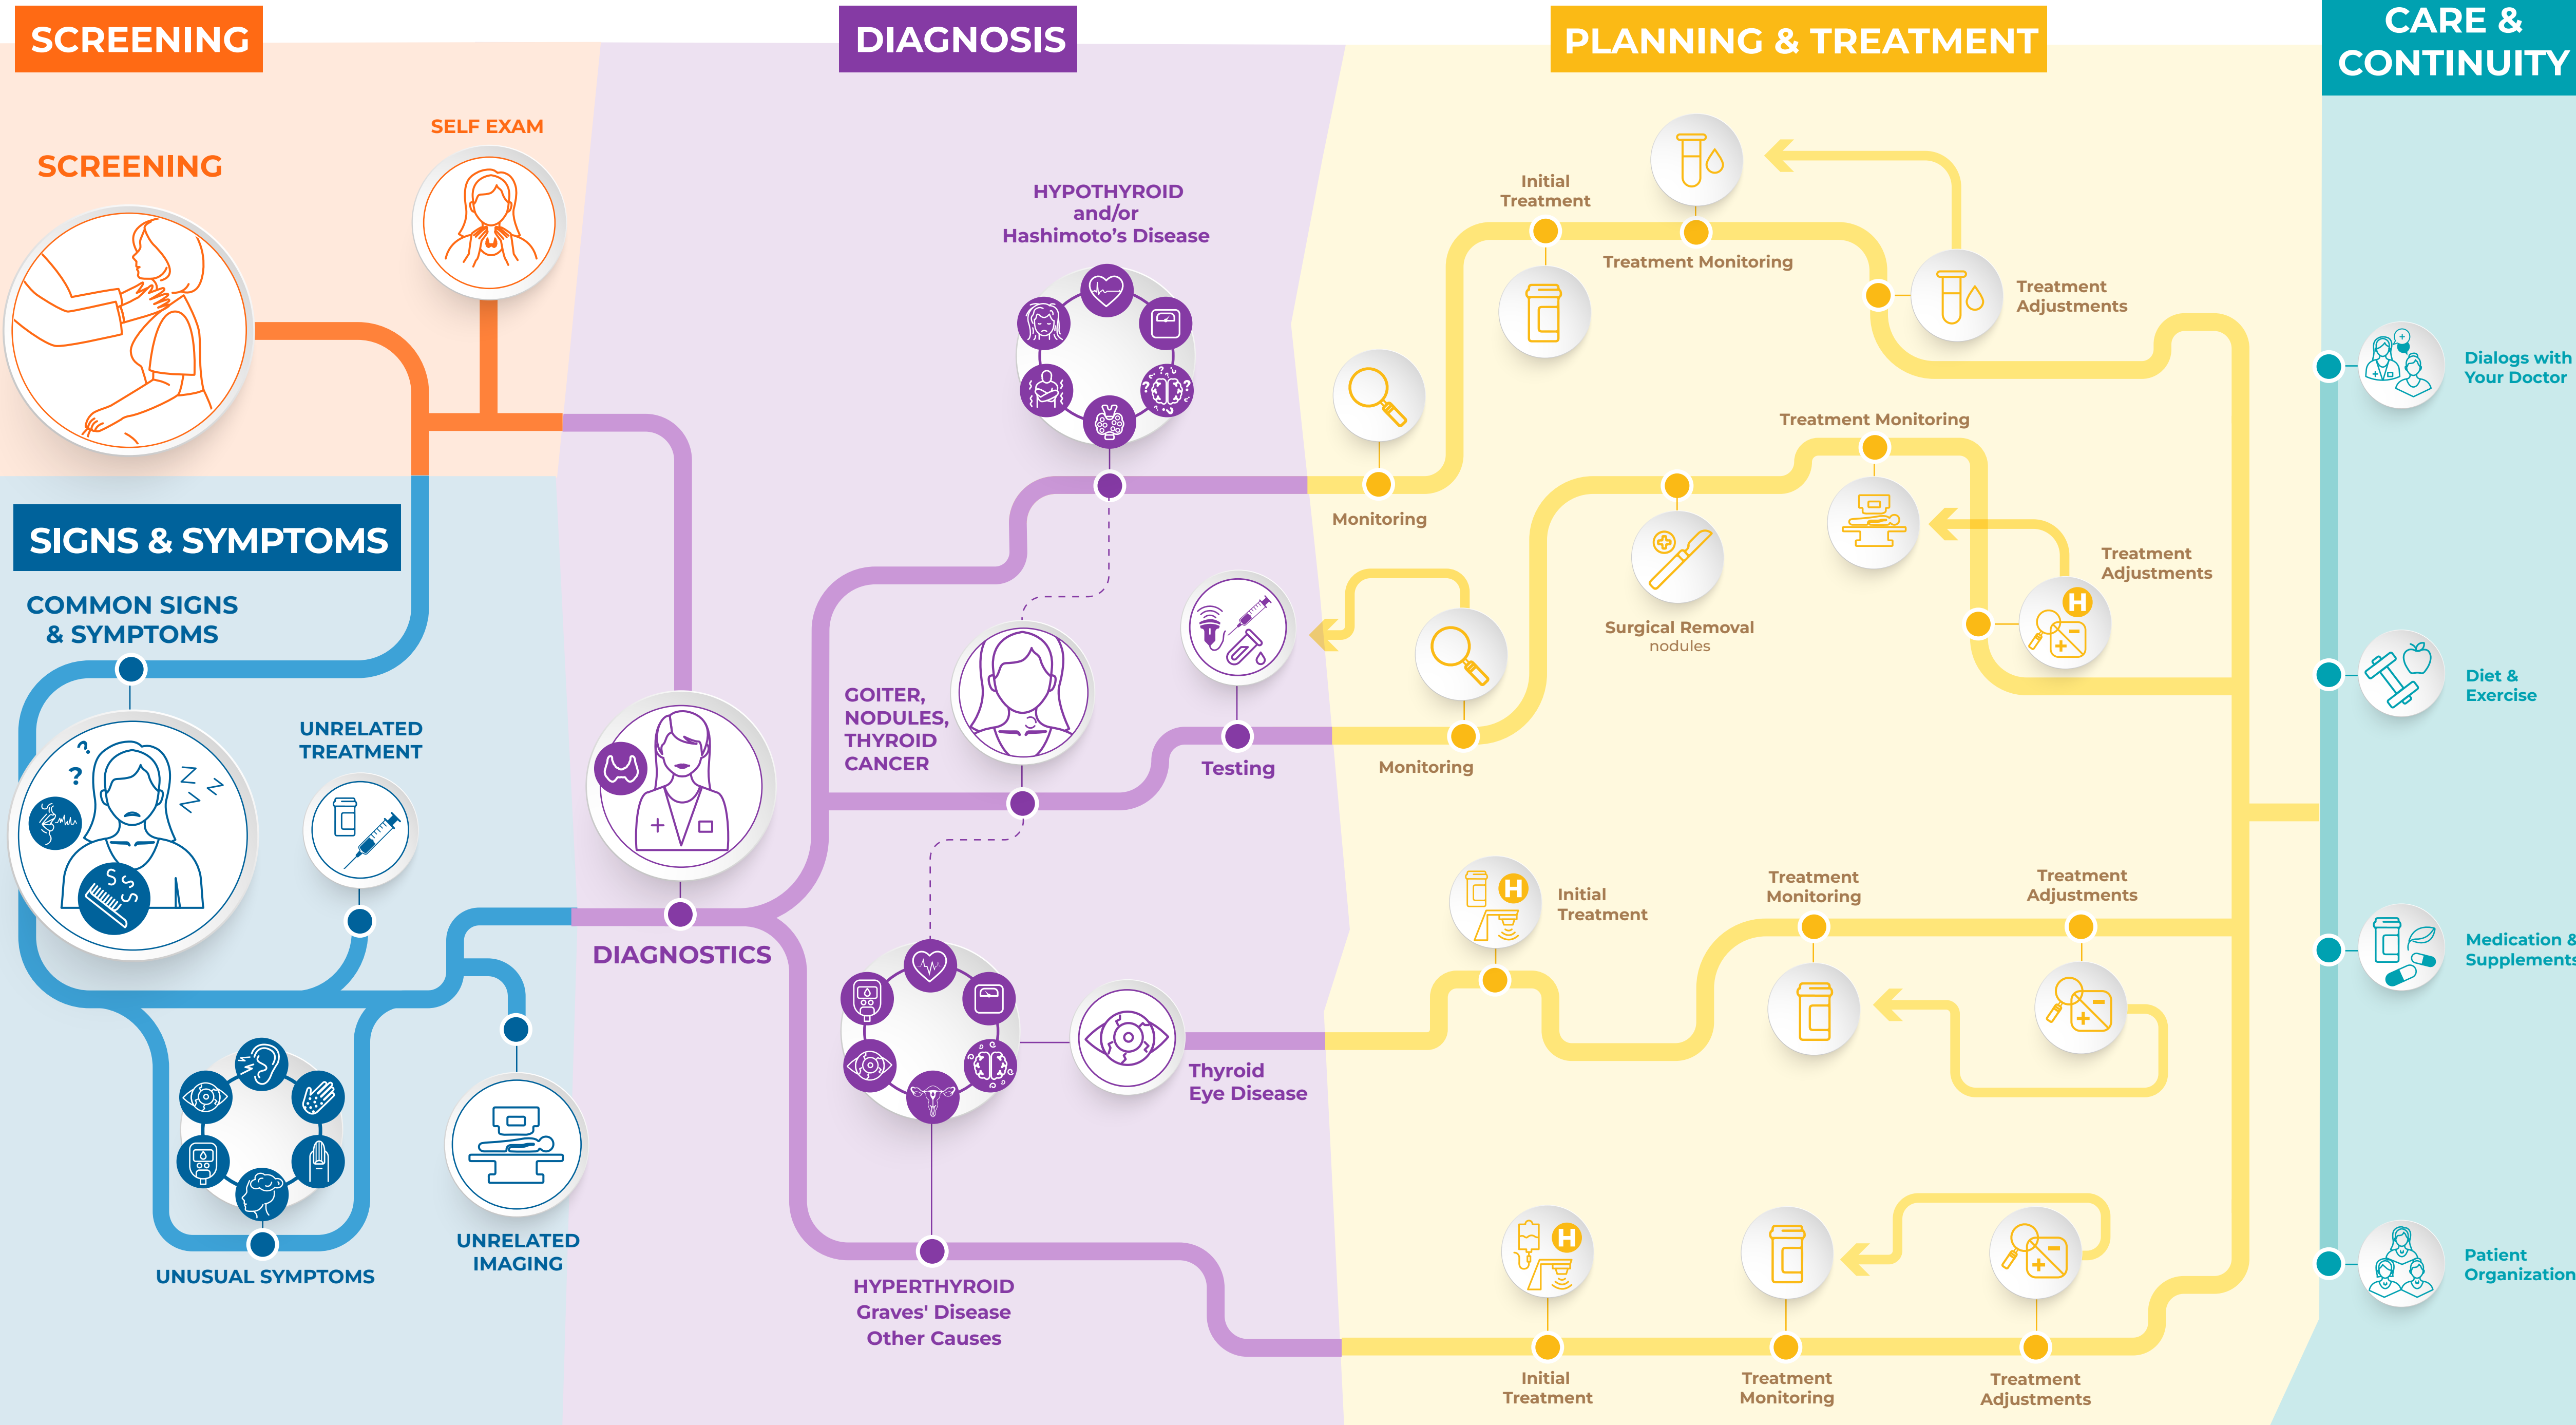 SCREENING
DIAGNOSIS
PLANNING & TREATMENT
CARE &
CONTINUITY
SCREENING
SELF EXAM
SIGNS & SYMPTOMS
COMMON SIGNS
& SYMPTOMS
? ?
Z Z Z
S S S
UNRELATED
TREATMENT
UNUSUAL SYMPTOMS
UNRELATED
IMAGING
DIAGNOSTICS
HYPOTHYROID
and/or
Hashimoto's Disease
GOITER,
NODULES,
THYROID
CANCER
Testing
Thyroid
Eye Disease
HYPERTHYROID
Graves' Disease
Other Causes
Monitoring
Initial
Treatment
Treatment Monitoring
Treatment
Adjustments
Monitoring
Surgical Removal
nodules
Treatment Monitoring
H
Treatment
Adjustments
H
Initial
Treatment
Treatment
Monitoring
Treatment
Adjustments
H
Initial
Treatment
Treatment
Monitoring
Treatment
Adjustments
Dialogs with
Your Doctor
Diet &
Exercise
Medication &
Supplements
Patient
Organization